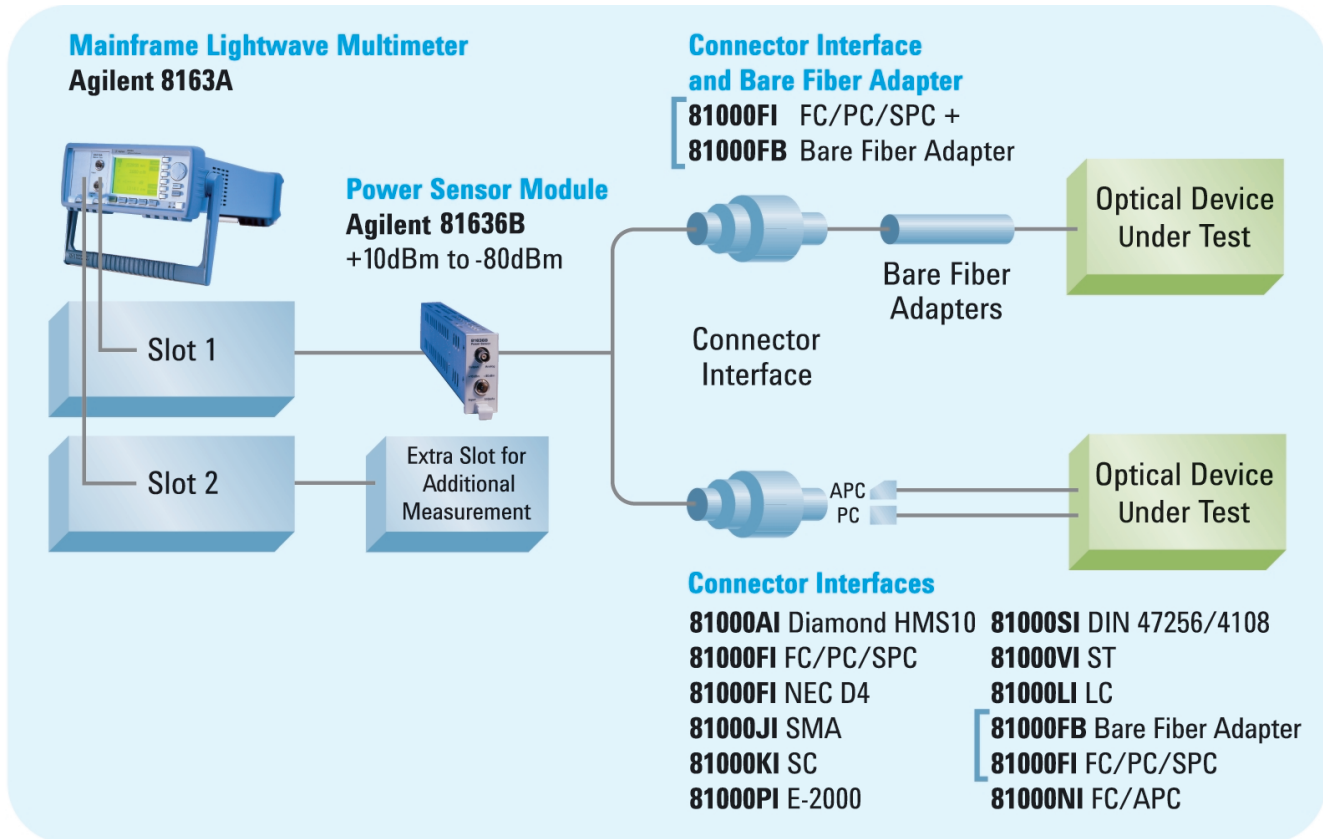 Mainframe Lightwave Multimeter
Agilent 8163A
Connector Interface
and Bare Fiber Adapter
81000FI FC/PC/SPC +
81000FB Bare Fiber Adapter
Power Sensor Module
Agilent 81636B
+10dBm to -80dBm
Optical Device
Under Test
Bare Fiber
Adapters
Connector
Interface
Slot 1
Slot 2
Extra Slot for
Additional
Measurement
APC
PC
Optical Device
Under Test
Connector Interfaces
81000AI Diamond HMS10
81000FI FC/PC/SPC
81000FI NEC D4
81000JI SMA
81000KI SC
81000PI E-2000
81000SI DIN 47256/4108
81000VI ST
81000LI LC
81000FB Bare Fiber Adapter
81000FI FC/PC/SPC
81000NI FC/APC